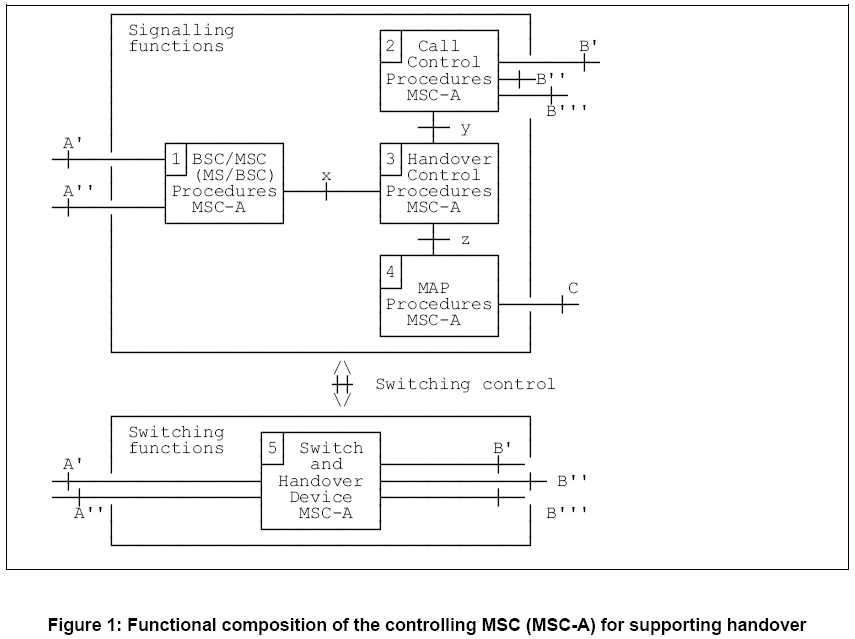 Signalling
functions
2 Call
Control
Procedures
MSC-A
B'
B''
B'''
y
A'
A''
1 BSC/MSC
(MS/BSC)
Procedures
MSC-A
x
3 Handover
Control
Procedures
MSC-A
z
4
MAP
Procedures
MSC-A
C
/\
Switching control
\/
Switching
functions
5 Switch
and
Handover
Device
MSC-A
A'
A''
B'
B''
B'''
Figure 1: Functional composition of the controlling MSC (MSC-A) for supporting handover